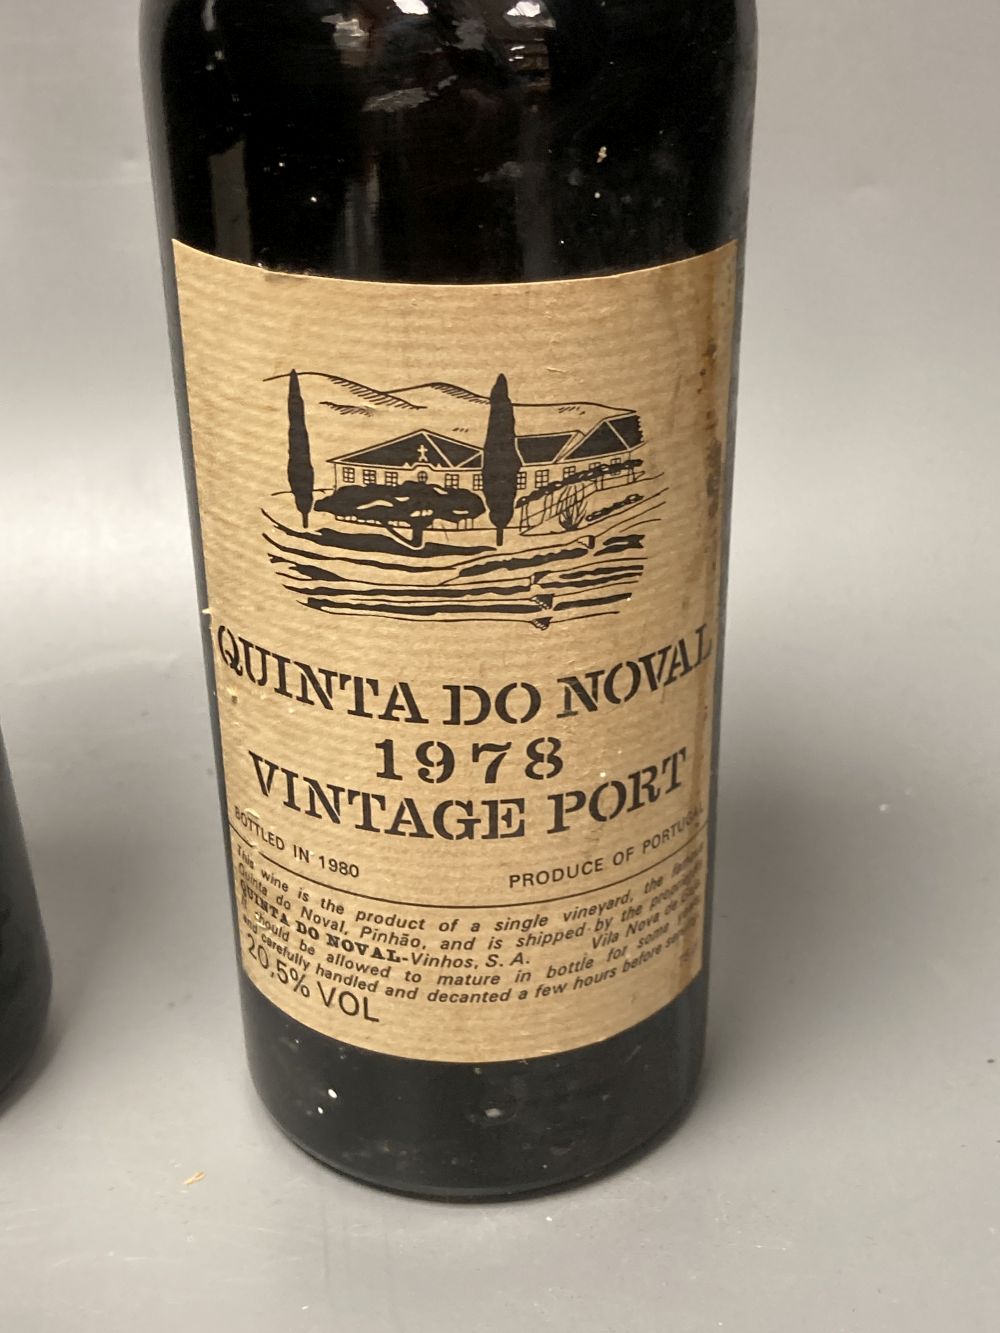 QUINTA DO NOVAL
1978
VINTAGE PORT
BOTTLED IN 1980
PRODUCE OF PORTUGAL
This wine is the product of a single vineyard, the famous
Quinta do Noval, Pinhão, and is shipped by the proprietors
QUINTA DO NOVAL-Vinhos, S. A. Vila Nova de
It should be allowed to mature in bottle for some years
and carefully handled and decanted a few hours before
20,5% VOL